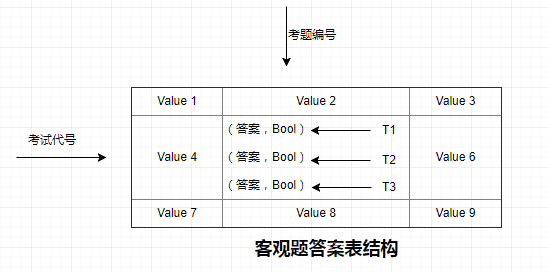 考题编号
Value 1 Value 2 Value 3
(答案,Bool) T1
考试代号
Value 4 (答案,Bool) T2 Value 6
(答案,Bool) T3
Value 7 Value 8 Value 9
客观题答案表结构